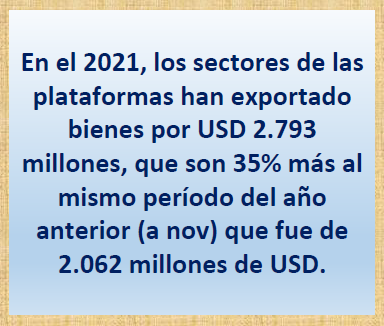 En el 2021, los sectores de las
plataformas han exportado
bienes por USD 2.793
millones, que son 35% más al
mismo período del año
anterior (a nov) que fue de
2.062 millones de USD.